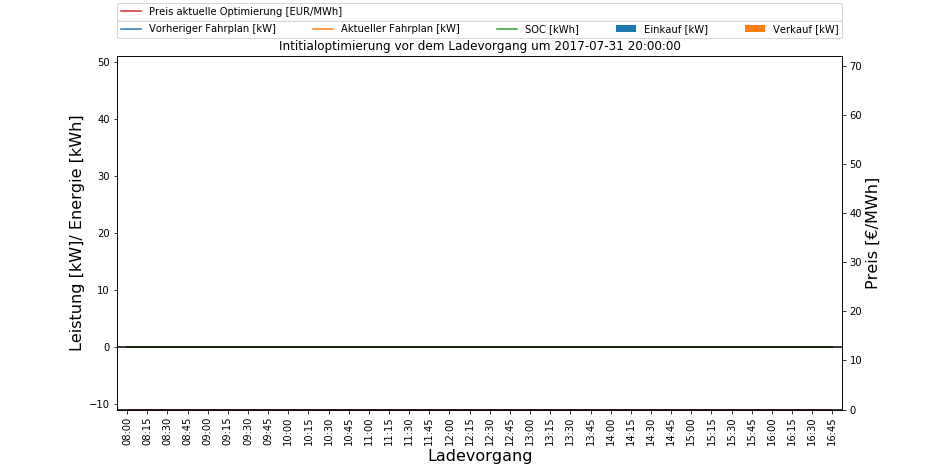 Preis aktuelle Optimierung [EUR/MWh]
Vorheriger Fahrplan [kW] Aktueller Fahrplan [kW] SOC [kWh] Einkauf [kW] Verkauf [kW]
Intitialoptimierung vor dem Ladevorgang um 2017-07-31 20:00:00
Leistung [kW]/ Energie [kWh]
50
40
30
20
10
0
−10
70
60
50
40
30
20
10
0
Preis [€/MWh]
08:00 08:15 08:30 08:45 09:00 09:15 09:30 09:45 10:00 10:15 10:30 10:45 11:00 11:15 11:30 11:45 12:00 12:15 12:30 12:45 13:00 13:15 13:30 13:45 14:00 14:15 14:30 14:45 15:00 15:15 15:30 15:45 16:00 16:15 16:30 16:45
Ladevorgang